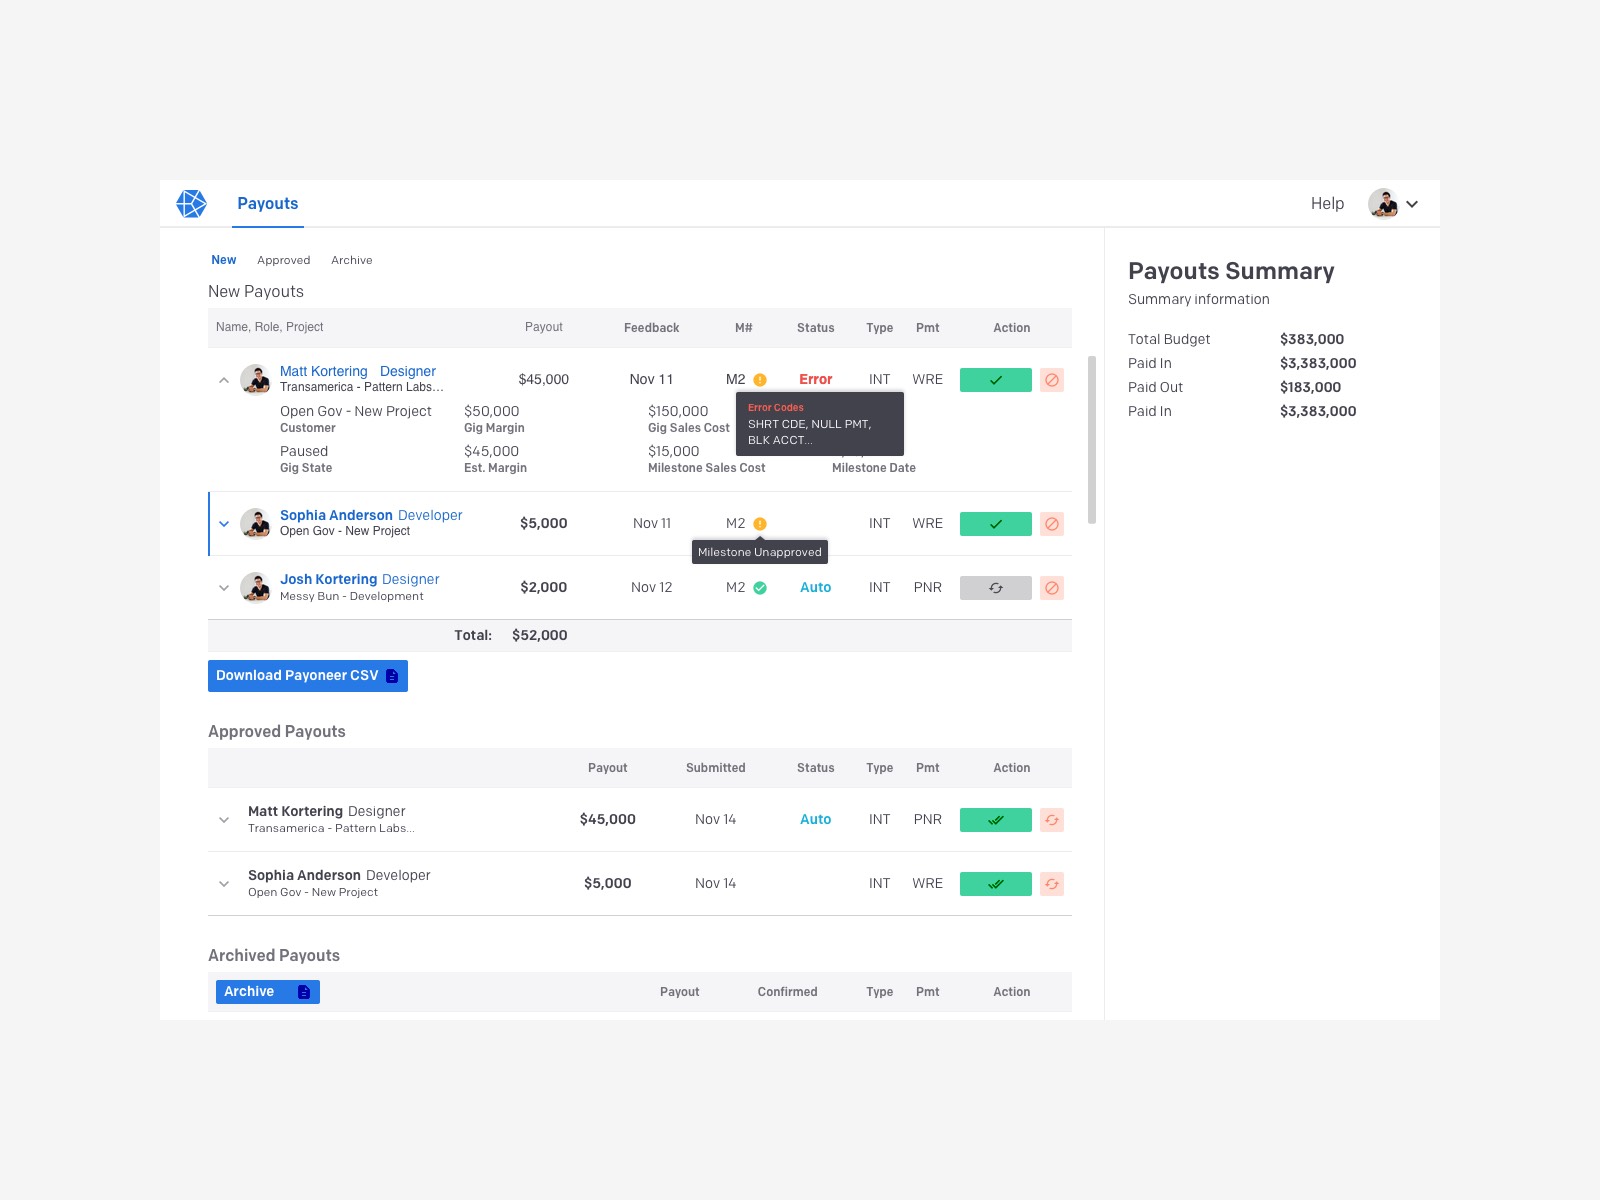 Payouts
Help
New Approved Archive
New Payouts
Name, Role, Project Payout Feedback M# Status Type Pmt Action
Matt Kortering Designer
Transamerica - Pattern Labs...
$45,000 Nov 11 M2 Error INT WRE
Error Codes
SHRT CDE, NULL PMT,
BLK ACCT...
Open Gov - New Project $50,000 $150,000
Customer Gig Margin Gig Sales Cost
Paused $45,000 $15,000
Gig State Est. Margin Milestone Sales Cost Milestone Date
Sophia Anderson Developer
Open Gov - New Project
$5,000 Nov 11 M2 INT WRE
Milestone Unapproved
Josh Kortering Designer
Messy Bun - Development
$2,000 Nov 12 M2 Auto INT PNR
Total: $52,000
Download Payoneer CSV
Approved Payouts
Payout Submitted Status Type Pmt Action
Matt Kortering Designer
Transamerica - Pattern Labs...
$45,000 Nov 14 Auto INT PNR
Sophia Anderson Developer
Open Gov - New Project
$5,000 Nov 14 INT WRE
Archived Payouts
Archive Payout Confirmed Type Pmt Action
Payouts Summary
Summary information
Total Budget $383,000
Paid In $3,383,000
Paid Out $183,000
Paid In $3,383,000